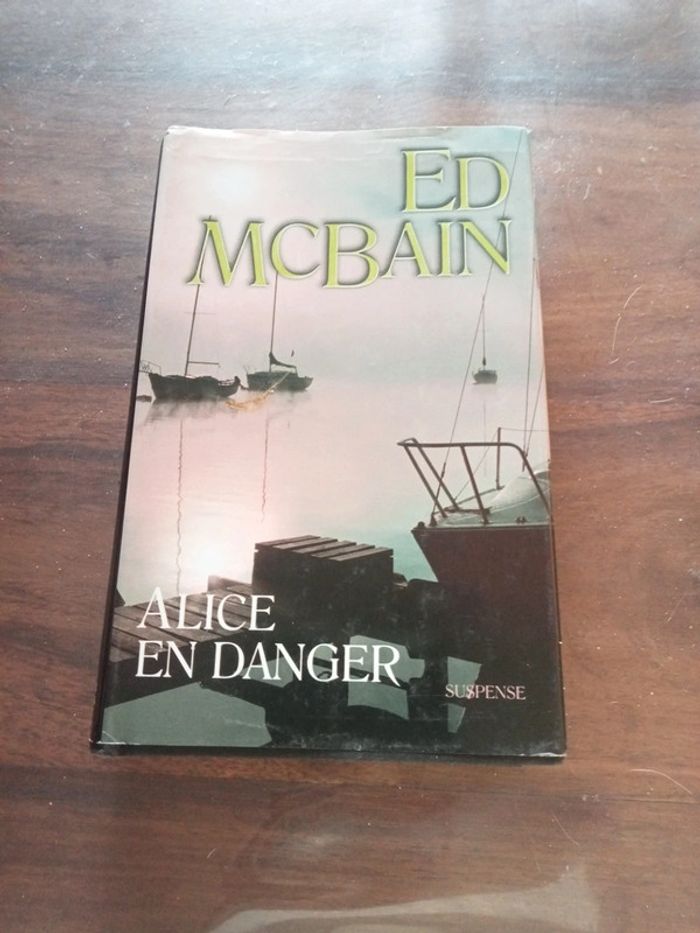 ED
MCBAIN
ALICE
EN DANGER
SUSPENSE